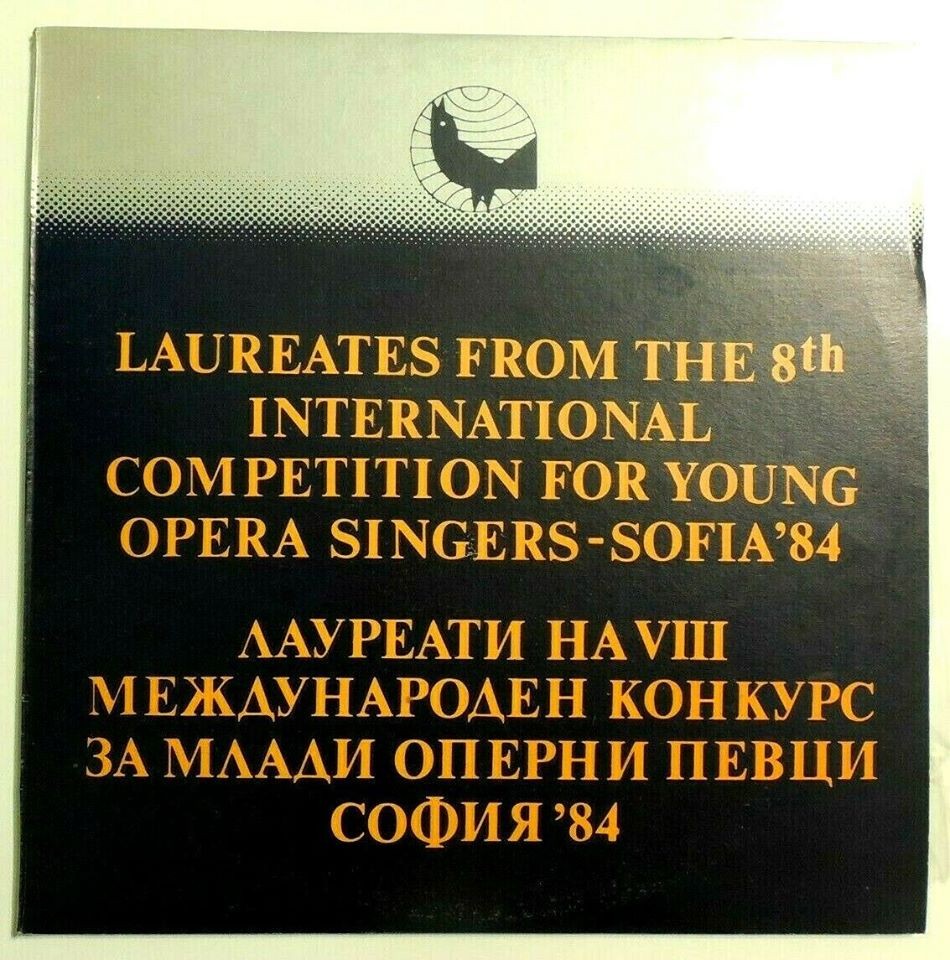 LAUREATES FROM THE 8th
INTERNATIONAL
COMPETITION FOR YOUNG
OPERA SINGERS-SOFIA'84
ЛАУРЕАТИ НА VIII
МЕЖДУНАРОДЕН КОНКУРС
ЗА МЛАДИ ОПЕРНИ ПЕВЦИ
СОФИЯ '84